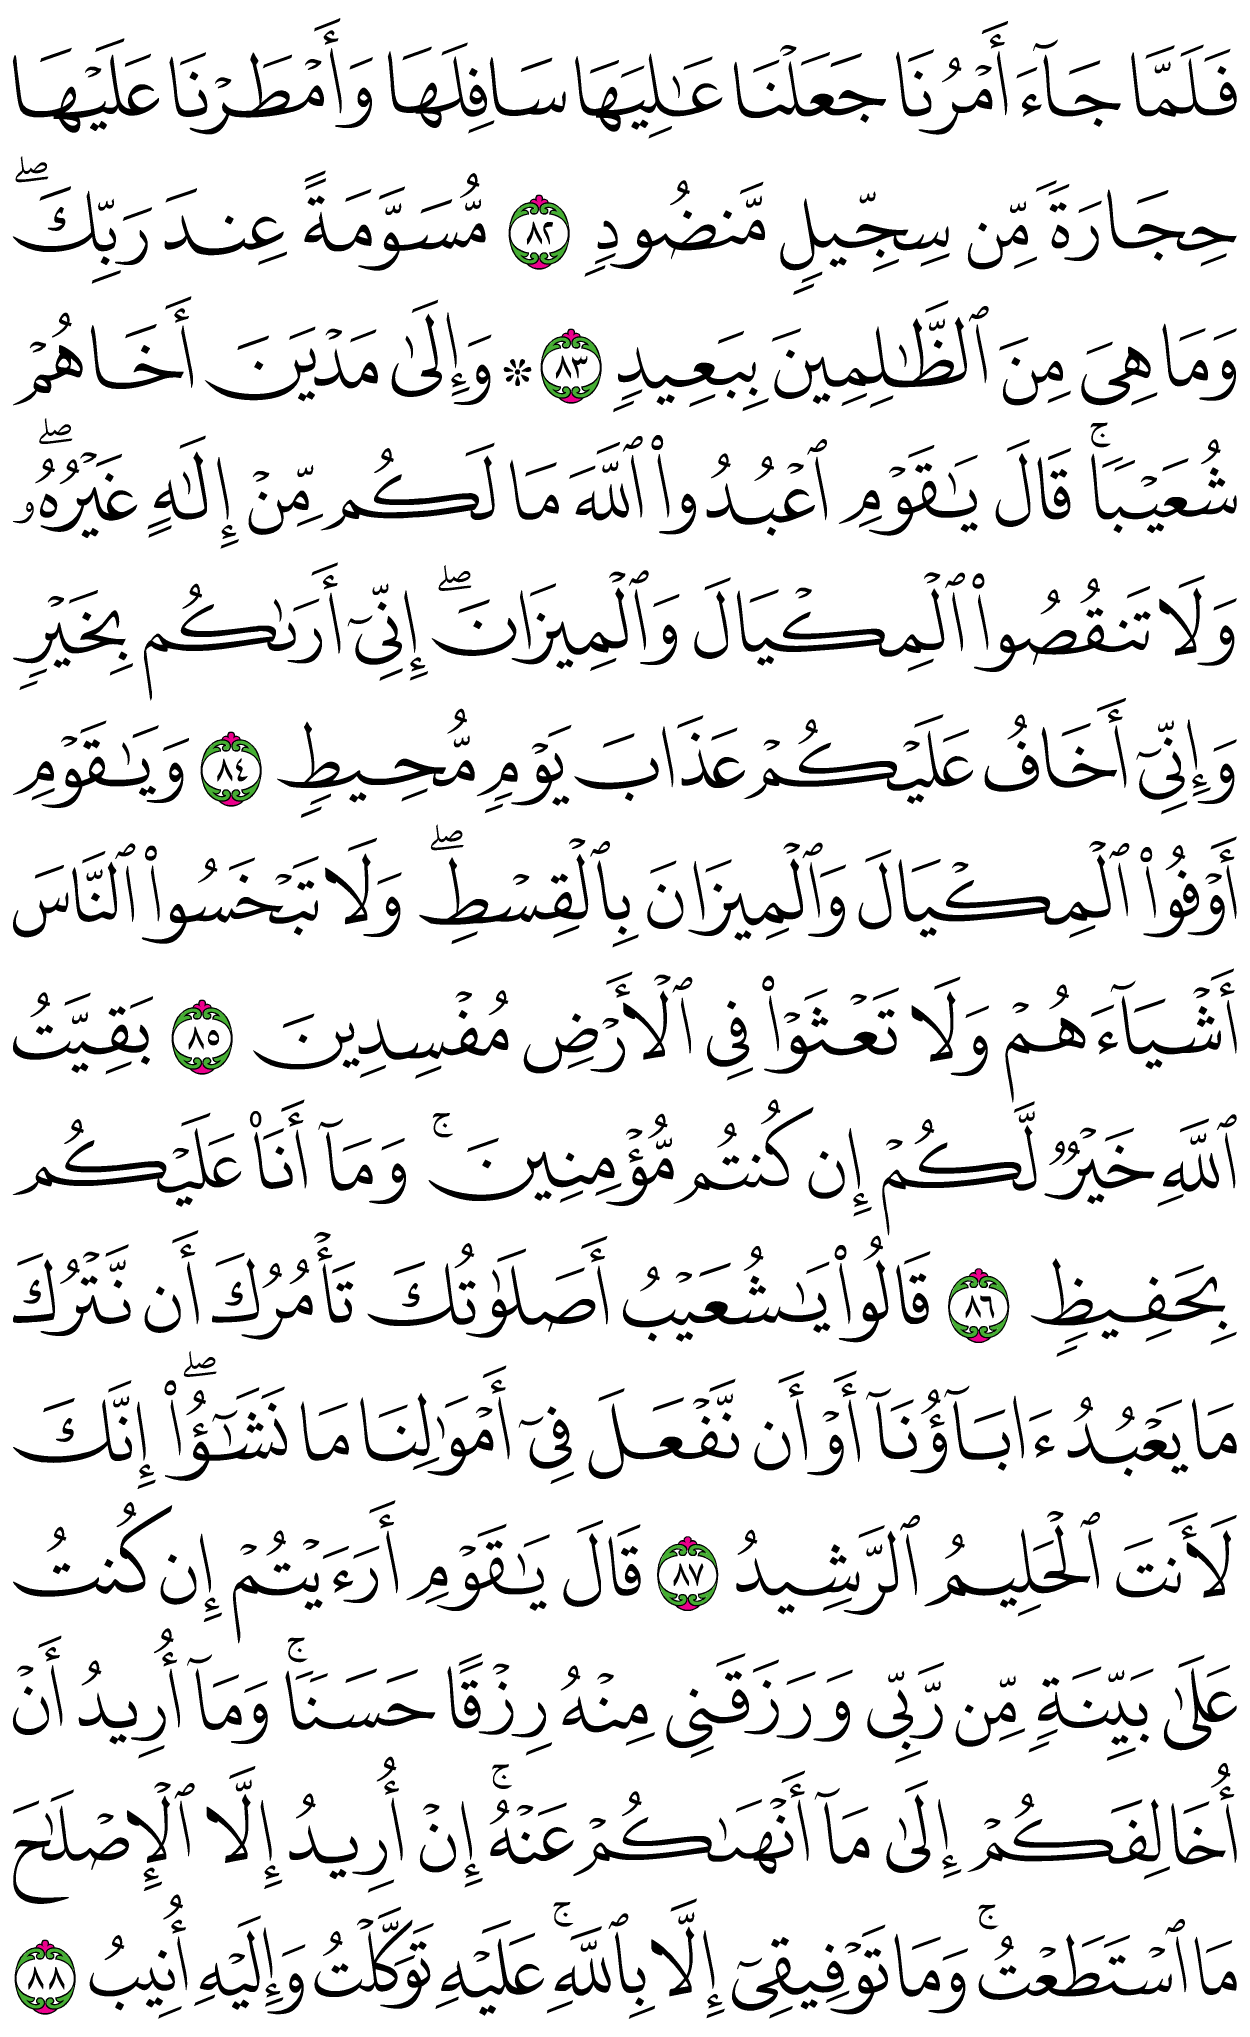 فَلَمَّا جَآءَ أَمْرُنَا جَعَلْنَا عَٰلِيَهَا سَافِلَهَا وَأَمْطَرْنَا عَلَيْهَا
حِجَارَةً مِّن سِجِّيلٍ مَّنضُودٍ ٨٢ مُّسَوَّمَةً عِندَ رَبِّكَۖ
وَمَا هِىَ مِنَ ٱلظَّٰلِمِينَ بِبَعِيدٍ ٨٣ ۞ وَإِلَىٰ مَدْيَنَ أَخَاهُمْ
شُعَيْبًاۚ قَالَ يَٰقَوْمِ ٱعْبُدُوا۟ ٱللَّهَ مَا لَكُم مِّنْ إِلَٰهٍ غَيْرُهُۥۖ
وَلَا تَنقُصُوا۟ ٱلْمِكْيَالَ وَٱلْمِيزَانَۖ إِنِّىٓ أَرَىٰكُم بِخَيْرٍ
وَإِنِّىٓ أَخَافُ عَلَيْكُمْ عَذَابَ يَوْمٍ مُّحِيطٍ ٨٤ وَيَٰقَوْمِ
أَوْفُوا۟ ٱلْمِكْيَالَ وَٱلْمِيزَانَ بِٱلْقِسْطِۖ وَلَا تَبْخَسُوا۟ ٱلنَّاسَ
أَشْيَآءَهُمْ وَلَا تَعْثَوْا۟ فِى ٱلْأَرْضِ مُفْسِدِينَ ٨٥ بَقِيَّتُ
ٱللَّهِ خَيْرٌ لَّكُمْ إِن كُنتُم مُّؤْمِنِينَۚ وَمَآ أَنَا۠ عَلَيْكُم
بِحَفِيظٍ ٨٦ قَالُوا۟ يَٰشُعَيْبُ أَصَلَوٰتُكَ تَأْمُرُكَ أَن نَّتْرُكَ
مَا يَعْبُدُ ءَابَآؤُنَآ أَوْ أَن نَّفْعَلَ فِىٓ أَمْوَٰلِنَا مَا نَشَٰٓؤُا۟ۖ إِنَّكَ
لَأَنتَ ٱلْحَلِيمُ ٱلرَّشِيدُ ٨٧ قَالَ يَٰقَوْمِ أَرَءَيْتُمْ إِن كُنتُ
عَلَىٰ بَيِّنَةٍ مِّن رَّبِّى وَرَزَقَنِى مِنْهُ رِزْقًا حَسَنًاۚ وَمَآ أُرِيدُ أَنْ
أُخَالِفَكُمْ إِلَىٰ مَآ أَنْهَىٰكُمْ عَنْهُۚ إِنْ أُرِيدُ إِلَّا ٱلْإِصْلَٰحَ
مَا ٱسْتَطَعْتُۚ وَمَا تَوْفِيقِىٓ إِلَّا بِٱللَّهِۚ عَلَيْهِ تَوَكَّلْتُ وَإِلَيْهِ أُنِيبُ ٨٨